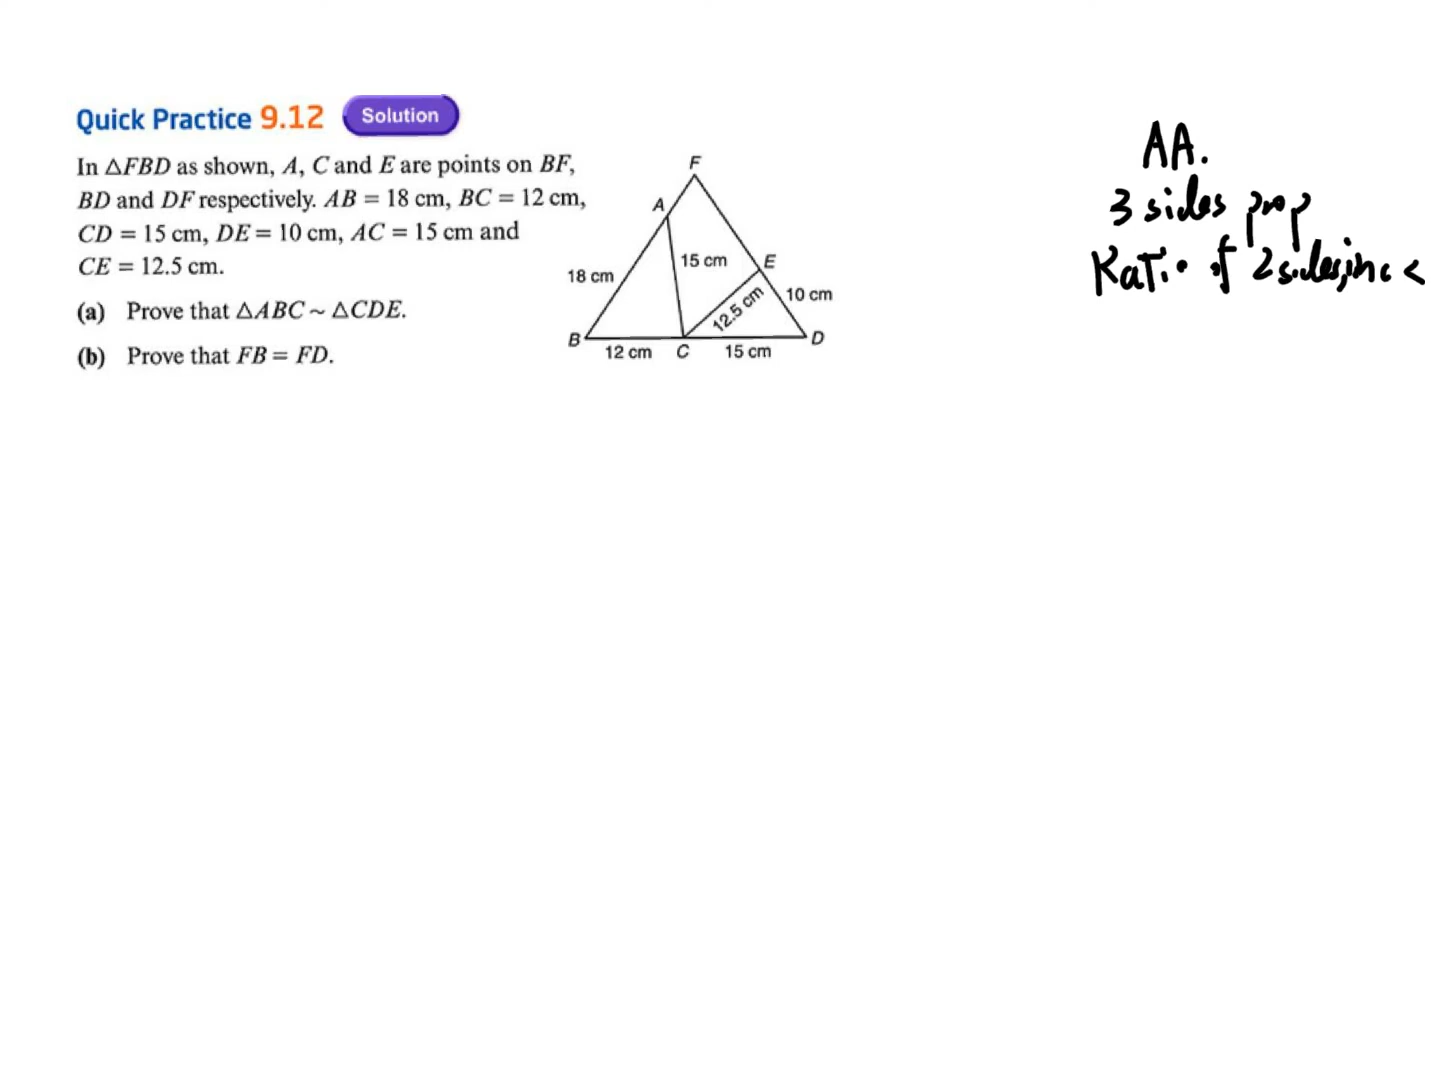 Quick Practice 9.12 Solution
In △FBD as shown, A, C and E are points on BF,
BD and DF respectively. AB = 18 cm, BC = 12 cm,
CD = 15 cm, DE = 10 cm, AC = 15 cm and
CE = 12.5 cm.
(a) Prove that △ABC ~ △CDE.
(b) Prove that FB = FD.
F
A
15 cm
E
18 cm
12.5 cm
10 cm
B
D
12 cm
C
15 cm
AA.
3 sides prop
Ratio of 2 sides, inc <